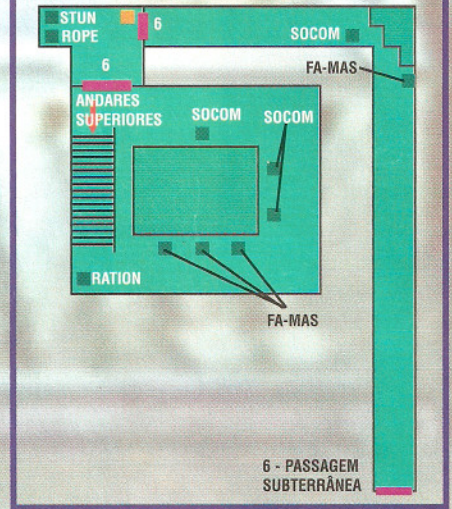 STUN
ROPE
6
SOCOM
FA-MAS
6
ANDARES
SUPERIORES
SOCOM
SOCOM
RATION
FA-MAS
6 - PASSAGEM
SUBTERRÂNEA